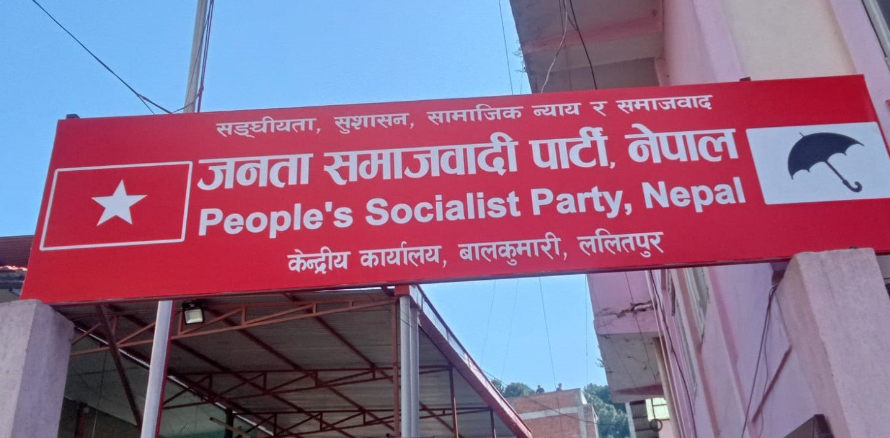 सङ्घीयता, सुशासन, सामाजिक न्याय र समाजवाद
जनता समाजवादी पार्टी, नेपाल
People's Socialist Party, Nepal
केन्द्रीय कार्यालय, बालकुमारी, ललितपुर